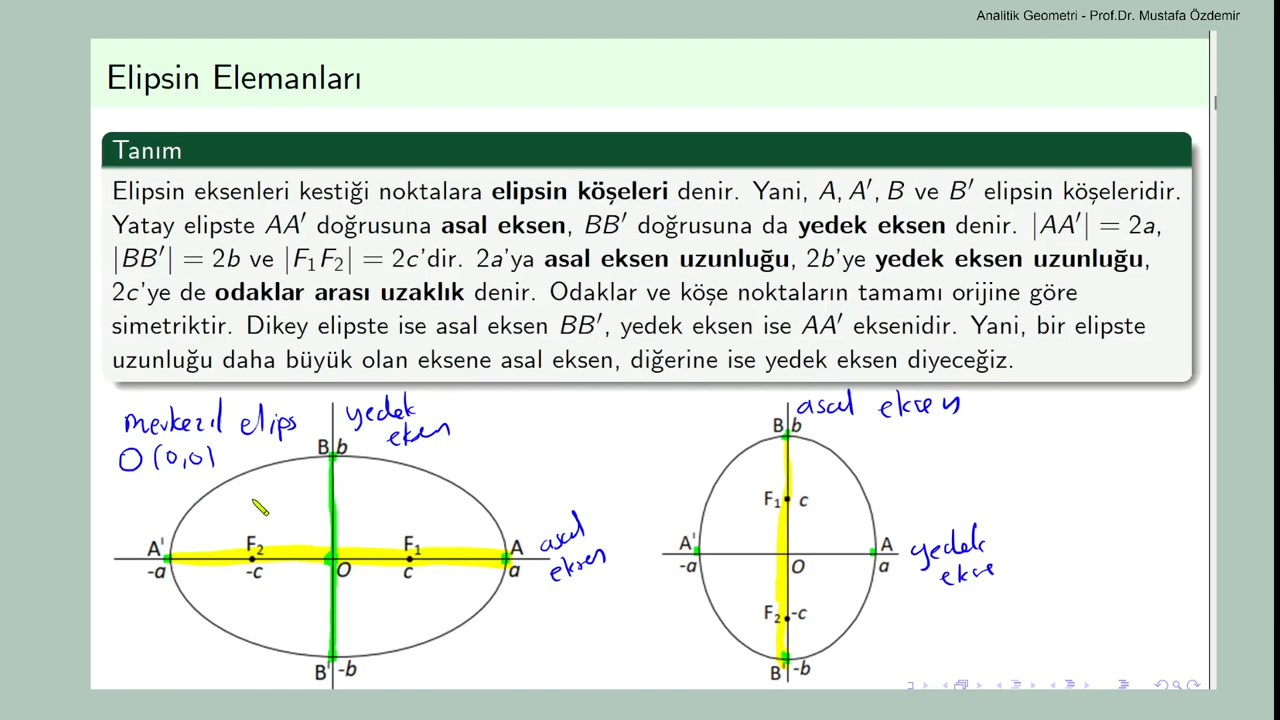 Analitik Geometri - Prof.Dr. Mustafa Özdemir
Elipsin Elemanları
Tanım
Elipsin eksenleri kestiği noktalara elipsin köşeleri denir. Yani, A, A′, B ve B′ elipsin köşeleridir.
Yatay elipste AA′ doğrusuna asal eksen, BB′ doğrusuna da yedek eksen denir. |AA′| = 2a,
|BB′| = 2b ve |F₁F₂| = 2c'dir. 2a'ya asal eksen uzunluğu, 2b'ye yedek eksen uzunluğu,
2c'ye de odaklar arası uzaklık denir. Odaklar ve köşe noktaların tamamı orijine göre
simetriktir. Dikey elipste ise asal eksen BB′, yedek eksen ise AA′ eksenidir. Yani, bir elipste
uzunluğu daha büyük olan eksene asal eksen, diğerine ise yedek eksen diyeceğiz.
merkezil elips
O (0,0)
yedek
eksen
B b
A'
-a
F₂
-c
O
F₁
c
A
a
asal
eksen
B' -b
asal eksen
B b
F₁ c
A'
-a
O
A
a
yedek
ekse
F₂ -c
B' -b